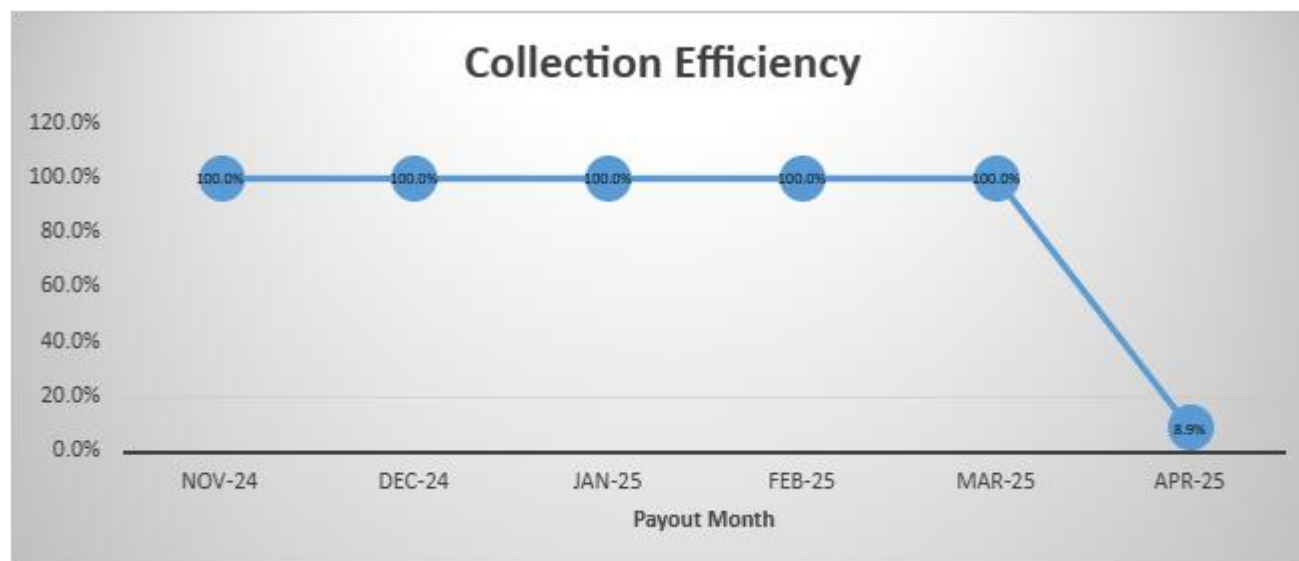 Collection Efficiency
120.0%
100.0%
100.0% 100.0% 100.0% 100.0% 100.0%
80.0%
60.0%
40.0%
20.0%
8.9%
0.0%
NOV-24 DEC-24 JAN-25 FEB-25 MAR-25 APR-25
Payout Month